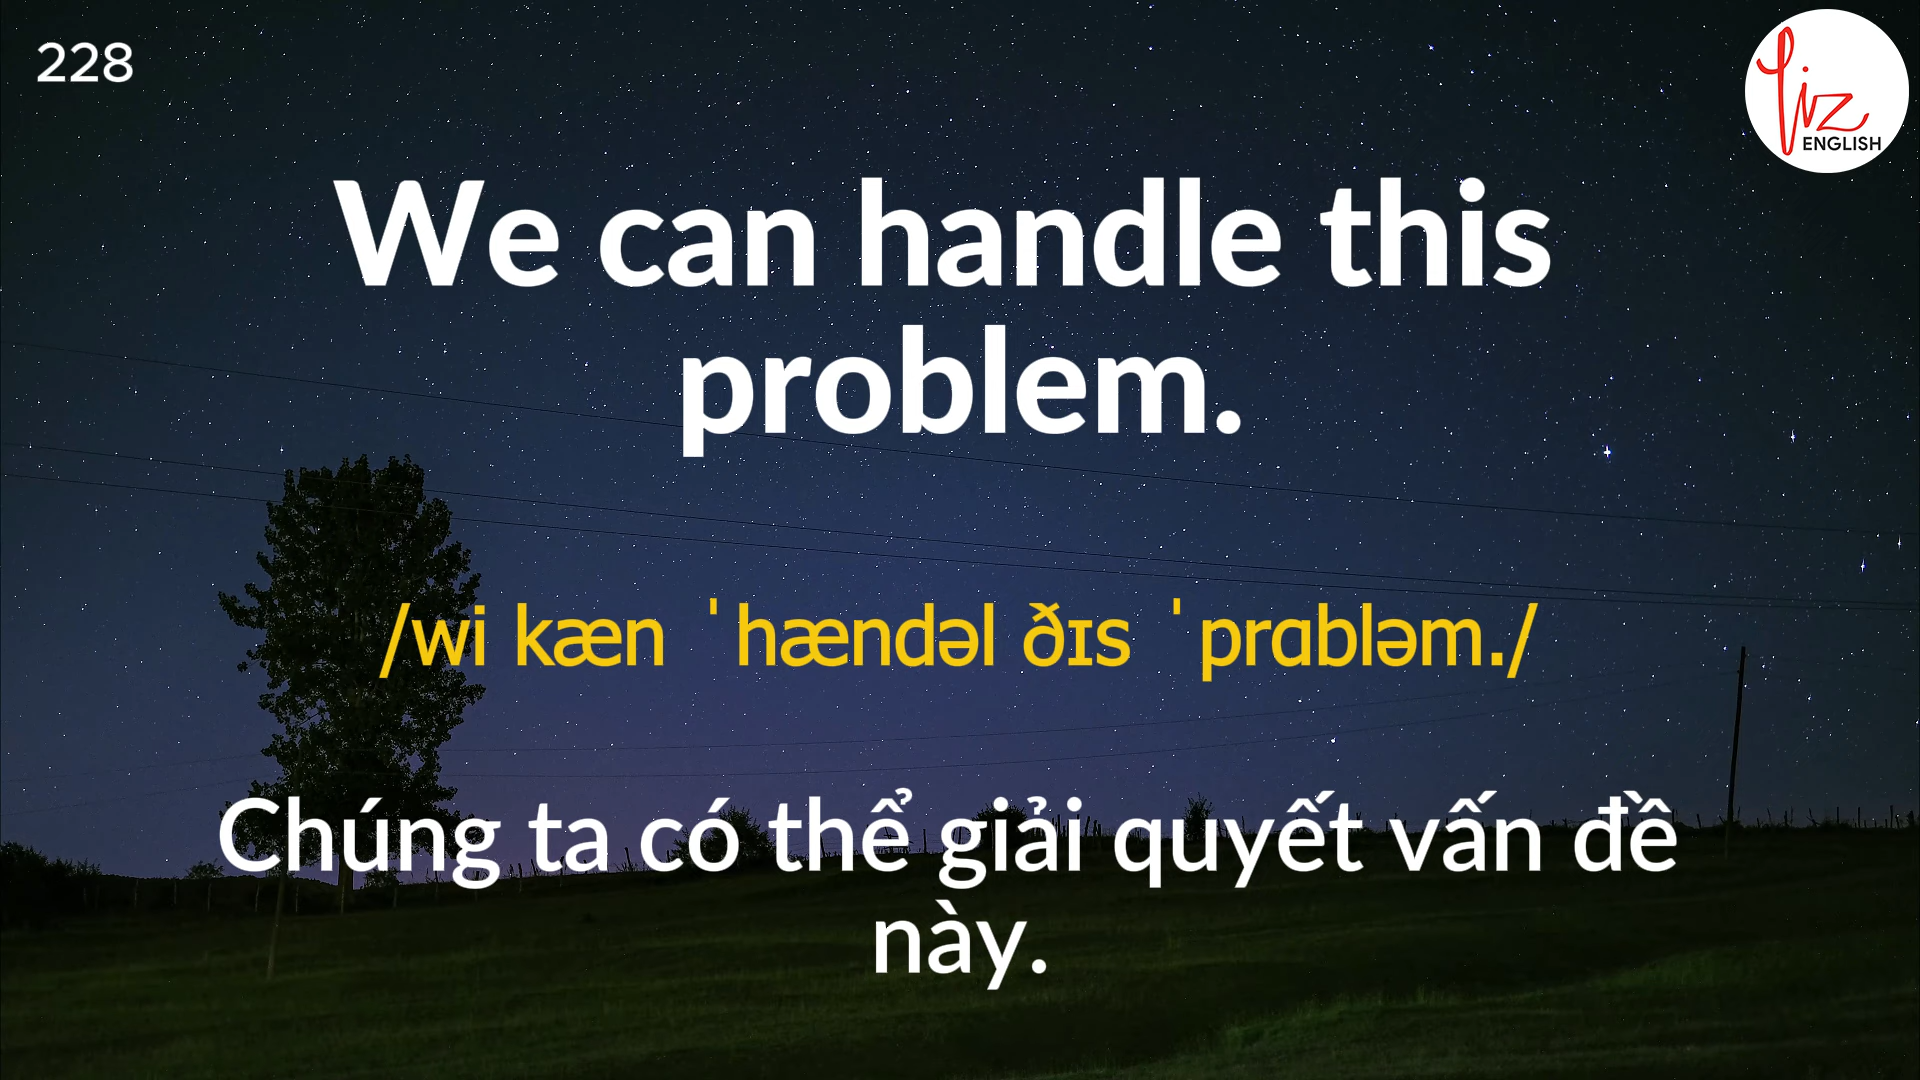 228
Liz
ENGLISH
We can handle this
problem.
/wi kæn ˈhændəl ðɪs ˈprɑbləm./
Chúng ta có thể giải quyết vấn đề
này.